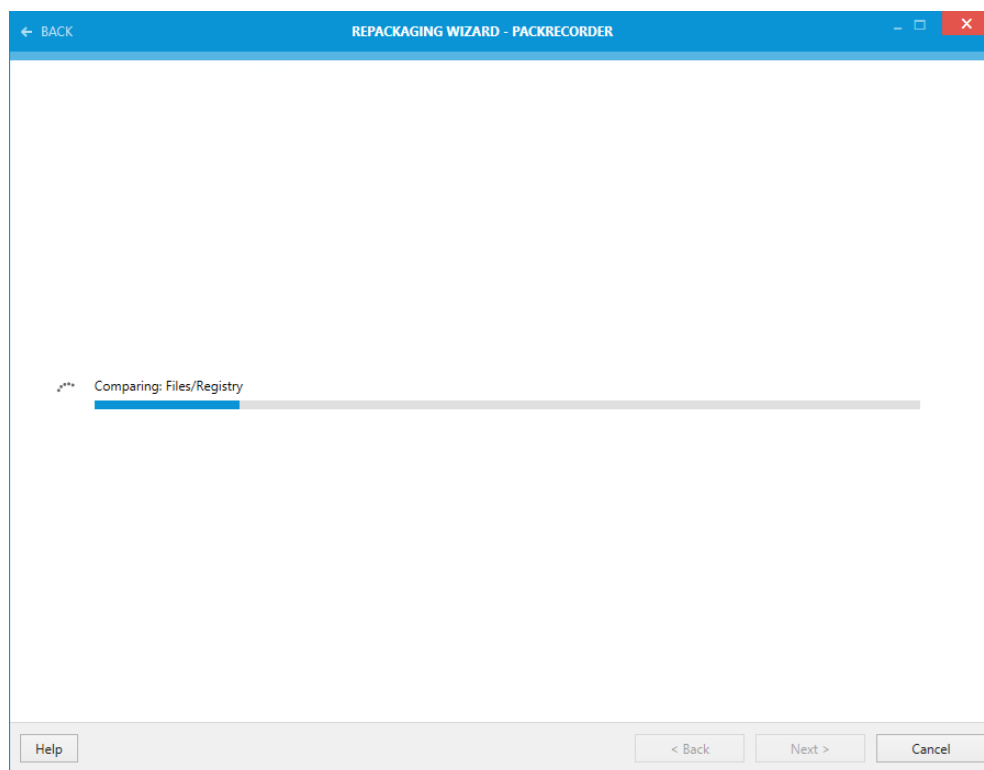 BACK
REPACKAGING WIZARD - PACKRECORDER
Comparing: Files/Registry
Help
< Back
Next >
Cancel